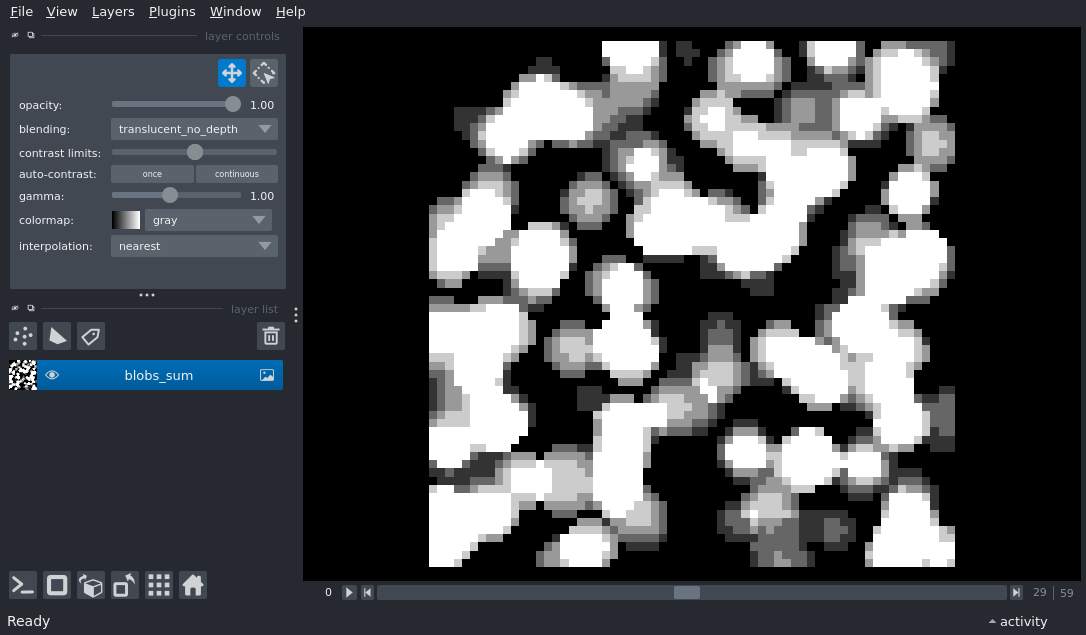 File View Layers Plugins Window Help
layer controls
opacity: 1.00
blending: translucent_no_depth
contrast limits:
auto-contrast: once continuous
gamma: 1.00
colormap: gray
interpolation: nearest
layer list
blobs_sum
0 29 59
Ready activity